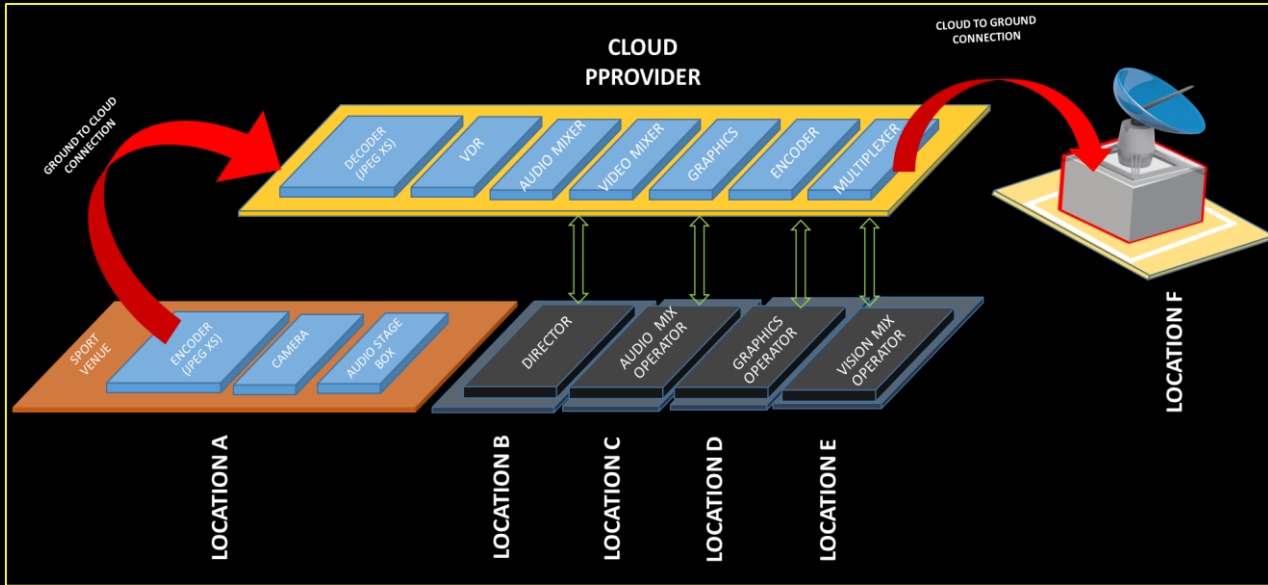 CLOUD
PPROVIDER
CLOUD TO GROUND
CONNECTION
GROUND TO CLOUD
CONNECTION
DECODER
(JPEG XS)
VDR
AUDIO MIXER
VIDEO MIXER
GRAPHICS
ENCODER
MULTIPLEXER
SPORT
VENUE
ENCODER
(JPEG XS)
CAMERA
AUDIO STAGE
BOX
DIRECTOR
AUDIO MIX
OPERATOR
GRAPHICS
OPERATOR
VISION MIX
OPERATOR
LOCATION A
LOCATION B
LOCATION C
LOCATION D
LOCATION E
LOCATION F